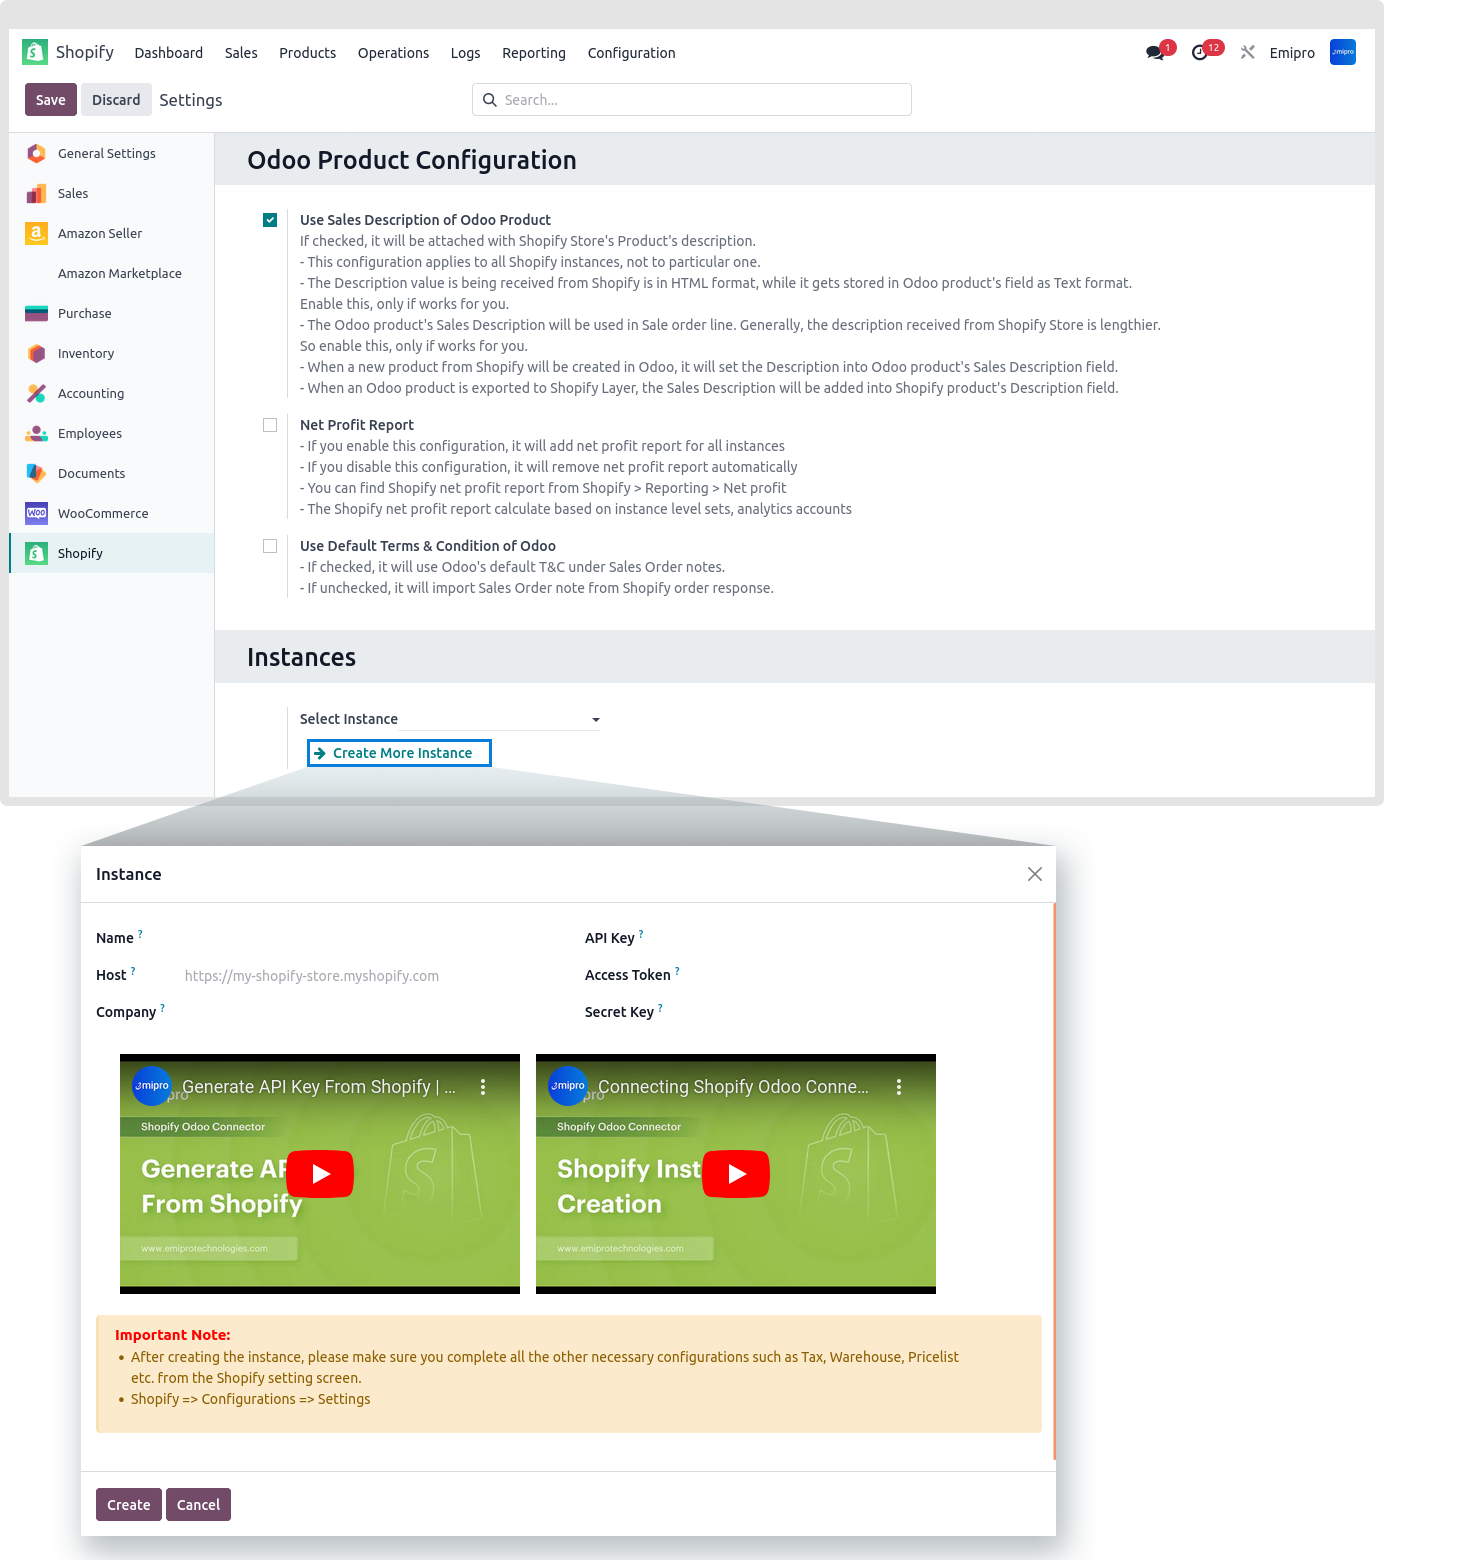 Shopify Dashboard Sales Products Operations Logs Reporting Configuration 1 12 Emipro emipro
Save Discard Settings Search...
General Settings
Sales
Amazon Seller
Amazon Marketplace
Purchase
Inventory
Accounting
Employees
Documents
WooCommerce
Shopify
Odoo Product Configuration
Use Sales Description of Odoo Product
If checked, it will be attached with Shopify Store's Product's description.
- This configuration applies to all Shopify instances, not to particular one.
- The Description value is being received from Shopify is in HTML format, while it gets stored in Odoo product's field as Text format.
Enable this, only if works for you.
- The Odoo product's Sales Description will be used in Sale order line. Generally, the description received from Shopify Store is lengthier.
So enable this, only if works for you.
- When a new product from Shopify will be created in Odoo, it will set the Description into Odoo product's Sales Description field.
- When an Odoo product is exported to Shopify Layer, the Sales Description will be added into Shopify product's Description field.
Net Profit Report
- If you enable this configuration, it will add net profit report for all instances
- If you disable this configuration, it will remove net profit report automatically
- You can find Shopify net profit report from Shopify > Reporting > Net profit
- The Shopify net profit report calculate based on instance level sets, analytics accounts
Use Default Terms & Condition of Odoo
- If checked, it will use Odoo's default T&C under Sales Order notes.
- If unchecked, it will import Sales Order note from Shopify order response.
Instances
Select Instance
Create More Instance
Instance
Name ? API Key ?
Host ? https://my-shopify-store.myshopify.com Access Token ?
Company ? Secret Key ?
emipro Generate API Key From Shopify | ...
pro
Shopify Odoo Connector
Generate AP
From Shopify
www.emiprotechnologies.com
emipro Connecting Shopify Odoo Conne...
pro
Shopify Odoo Connector
Shopify Inst
Creation
www.emiprotechnologies.com
Important Note:
• After creating the instance, please make sure you complete all the other necessary configurations such as Tax, Warehouse, Pricelist
etc. from the Shopify setting screen.
• Shopify => Configurations => Settings
Create Cancel